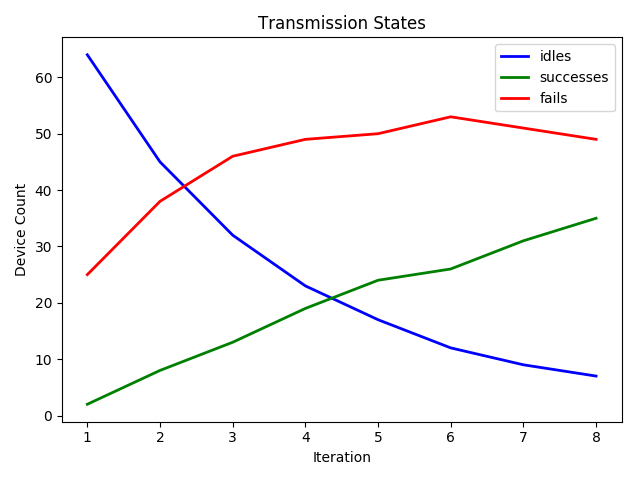 Transmission States
idles
successes
fails
60
50
40
30
20
10
0
Device Count
1 2 3 4 5 6 7 8
Iteration